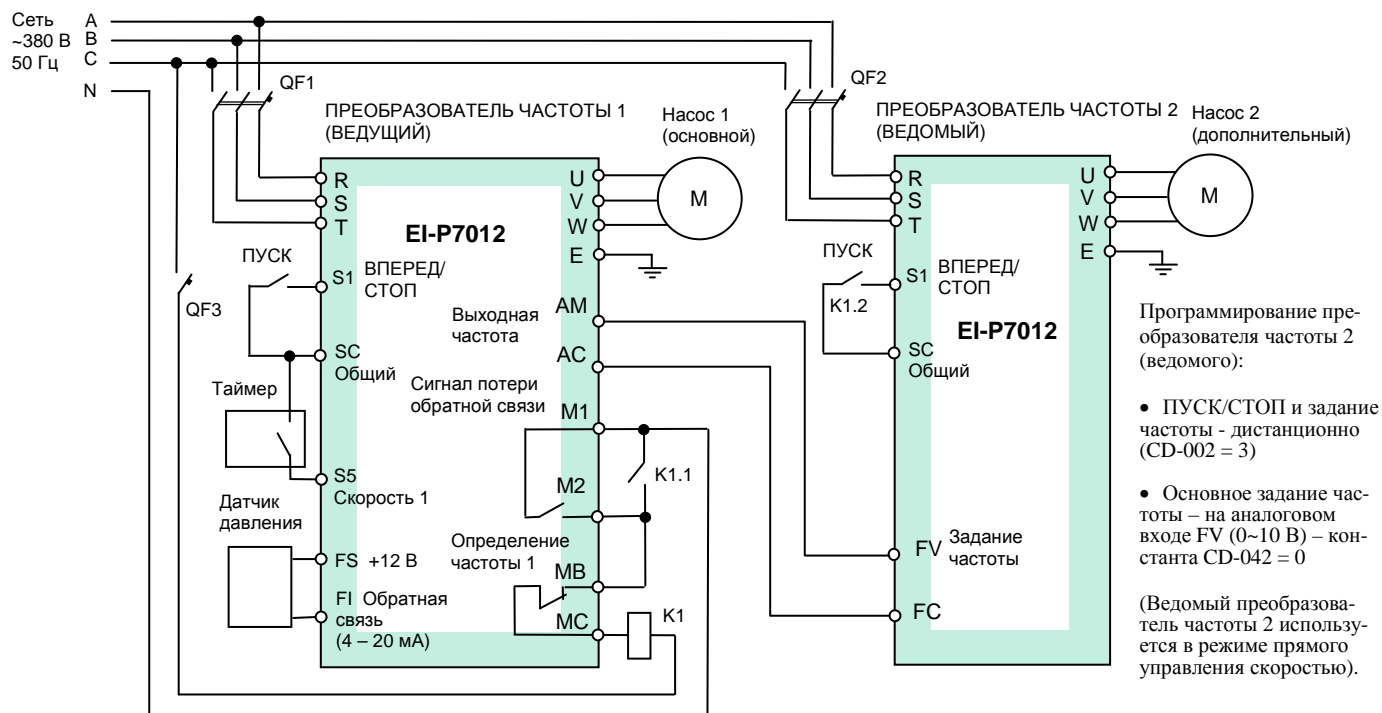 Сеть
~380 В
50 Гц
A
B
C
N
QF1
QF2
ПРЕОБРАЗОВАТЕЛЬ ЧАСТОТЫ 1
(ВЕДУЩИЙ)
Насос 1
(основной)
ПРЕОБРАЗОВАТЕЛЬ ЧАСТОТЫ 2
(ВЕДОМЫЙ)
Насос 2
(дополнительный)
R
S
T
U
V
W
E
M
EI-P7012
ПУСК
S1
ВПЕРЕД/
СТОП
QF3
SC
Общий
Таймер
S5
Скорость 1
Датчик
давления
FS +12 В
FI Обратная
связь
(4 – 20 мА)
Выходная
частота
AM
AC
Сигнал потери
обратной связи
M1
K1.1
M2
Определение
частоты 1
MB
MC
K1
R
S
T
U
V
W
E
M
ПУСК
K1.2
S1
ВПЕРЕД/
СТОП
EI-P7012
SC
Общий
FV
Задание
частоты
FC
Программирование пре-
образователя частоты 2
(ведомого):
• ПУСК/СТОП и задание
частоты - дистанционно
(CD-002 = 3)
• Основное задание час-
тоты – на аналоговом
входе FV (0~10 В) – кон-
станта CD-042 = 0
(Ведомый преобразова-
тель частоты 2 использу-
ется в режиме прямого
управления скоростью).